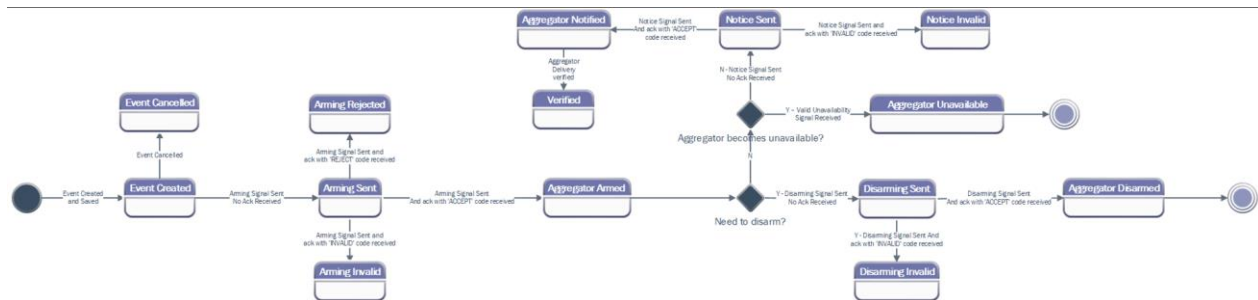 Aggregator Notified
Notice Signal Sent
And ack with 'ACCEPT'
code received
Notice Sent
Notice Signal Sent and
ack with 'INVALID' code received
Notice Invalid
Aggregator
Delivery
verified
N - Notice Signal Sent
No Ack Received
Verified
Event Cancelled
Arming Rejected
Y - Valid Unavailability
Signal Received
Aggregator Unavailable
Aggregator becomes unavailable?
Event Cancelled
Arming Signal Sent and
ack with 'REJECT' code received
N
Event Created
and Saved
Event Created
Arming Signal Sent
No Ack Received
Arming Sent
Arming Signal Sent
And ack with 'ACCEPT' code received
Aggregator Armed
Need to disarm?
Y - Disarming Signal Sent
No Ack Received
Disarming Sent
Disarming Signal Sent
And ack with 'ACCEPT' code received
Aggregator Disarmed
Arming Signal Sent and
ack with 'INVALID' code received
Y - Disarming Signal Sent And
ack with 'INVALID' code received
Arming Invalid
Disarming Invalid